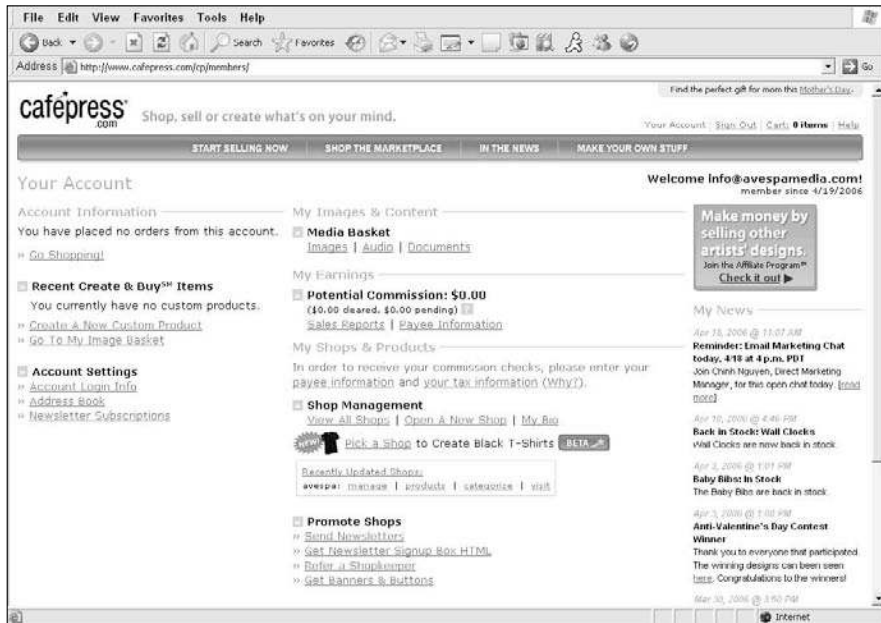 File Edit View Favorites Tools Help
Back Search Favorites
Address http://www.cafepress.com/cp/members/ Go
Find the perfect gift for mom this Mother's Day.
cafépress.com Shop, sell or create what's on your mind.
Your Account | Sign Out | Cart: 0 items | Help
START SELLING NOW SHOP THE MARKETPLACE IN THE NEWS MAKE YOUR OWN STUFF
Your Account
Welcome info@avespamedia.com!
member since 4/19/2006
Account Information
You have placed no orders from this account.
» Go Shopping!
Recent Create & Buy℠ Items
You currently have no custom products.
» Create A New Custom Product
» Go To My Image Basket
Account Settings
» Account Login Info
» Address Book
» Newsletter Subscriptions
My Images & Content
Media Basket
Images | Audio | Documents
My Earnings
Potential Commission: $0.00
($0.00 cleared, $0.00 pending) ?
Sales Reports | Payee Information
My Shops & Products
In order to receive your commission checks, please enter your
payee information and your tax information (Why?).
Shop Management
View All Shops | Open A New Shop | My Bio
NEW! Pick a Shop to Create Black T-Shirts BETA
Recently Updated Shops:
avespa: manage | products | categorize | visit
Promote Shops
» Send Newsletters
» Get Newsletter Signup Box HTML
» Refer a Shopkeeper
» Get Banners & Buttons
Make money by
selling other
artists' designs.
Join the Affiliate Program℠
Check it out ▶
My News
Apr 18, 2006 @ 11:07 AM
Reminder: Email Marketing Chat
today, 4/18 at 4 p.m. PDT
Join Chinh Nguyen, Direct Marketing
Manager, for this open chat today. [read
more]
Apr 10, 2006 @ 4:46 PM
Back in Stock: Wall Clocks
Wall Clocks are now back in stock.
Apr 3, 2006 @ 1:01 PM
Baby Bibs: In Stock
The Baby Bibs are back in stock.
Apr 3, 2006 @ 1:00 PM
Anti-Valentine's Day Contest
Winner
Thank you to everyone that participated.
The winning designs can been seen
here. Congratulations to the winners!
Mar 30, 2006 @ 3:50 PM
Internet